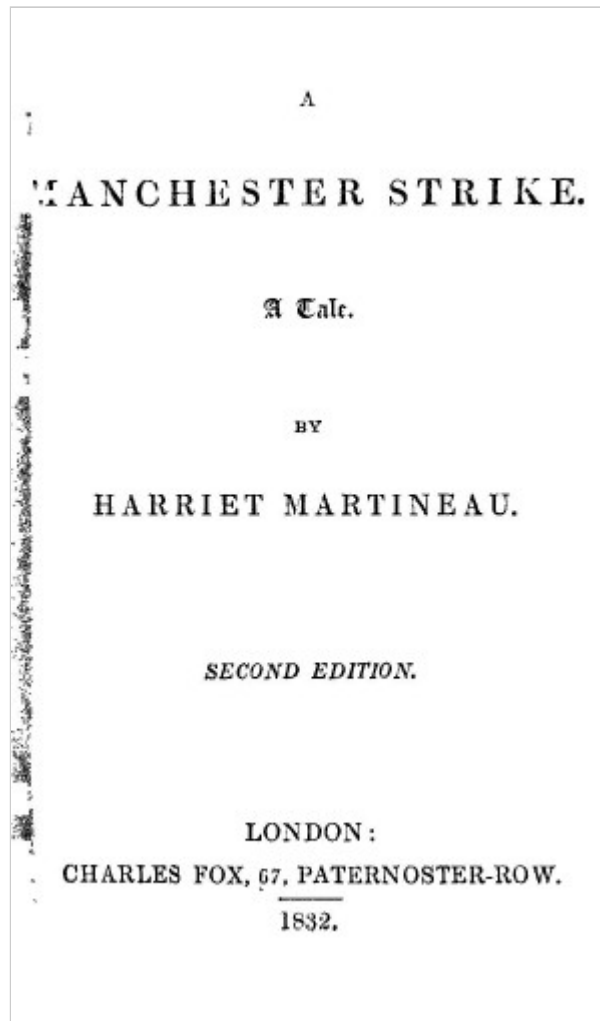 A
MANCHESTER STRIKE.
A Tale.
BY
HARRIET MARTINEAU.
SECOND EDITION.
LONDON:
CHARLES FOX, 67, PATERNOSTER-ROW.
1832.